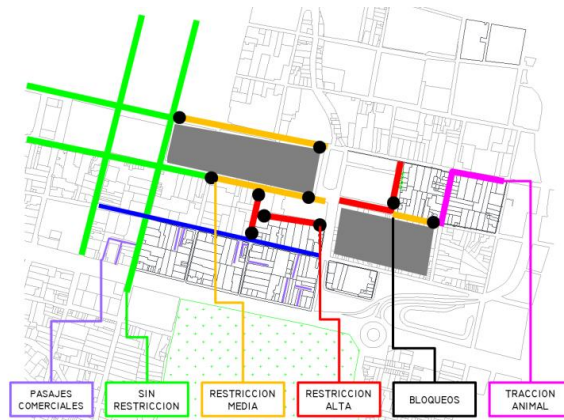 PASAJES
COMERCIALES
SIN
RESTRICCION
RESTRICCION
MEDIA
RESTRICCION
ALTA
BLOQUEOS
TRACCION
ANIMAL